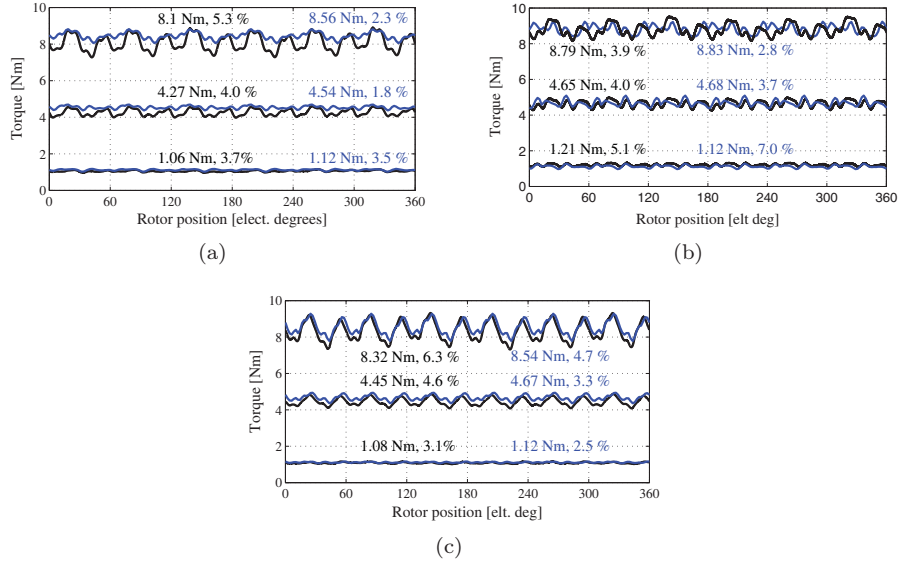 8.1 Nm, 5.3 % 8.56 Nm, 2.3 %
4.27 Nm, 4.0 % 4.54 Nm, 1.8 %
1.06 Nm, 3.7% 1.12 Nm, 3.5 %
Torque [Nm]
10
8
6
4
2
0
0 60 120 180 240 300 360
Rotor position [elect. degrees]
(a)
8.79 Nm, 3.9 % 8.83 Nm, 2.8 %
4.65 Nm, 4.0 % 4.68 Nm, 3.7 %
1.21 Nm, 5.1 % 1.12 Nm, 7.0 %
Torque [Nm]
10
8
6
4
2
0
0 60 120 180 240 300 360
Rotor position [elt deg]
(b)
8.32 Nm, 6.3 % 8.54 Nm, 4.7 %
4.45 Nm, 4.6 % 4.67 Nm, 3.3 %
1.08 Nm, 3.1% 1.12 Nm, 2.5 %
Torque [Nm]
10
8
6
4
2
0
0 60 120 180 240 300 360
Rotor position [elt. deg]
(c)